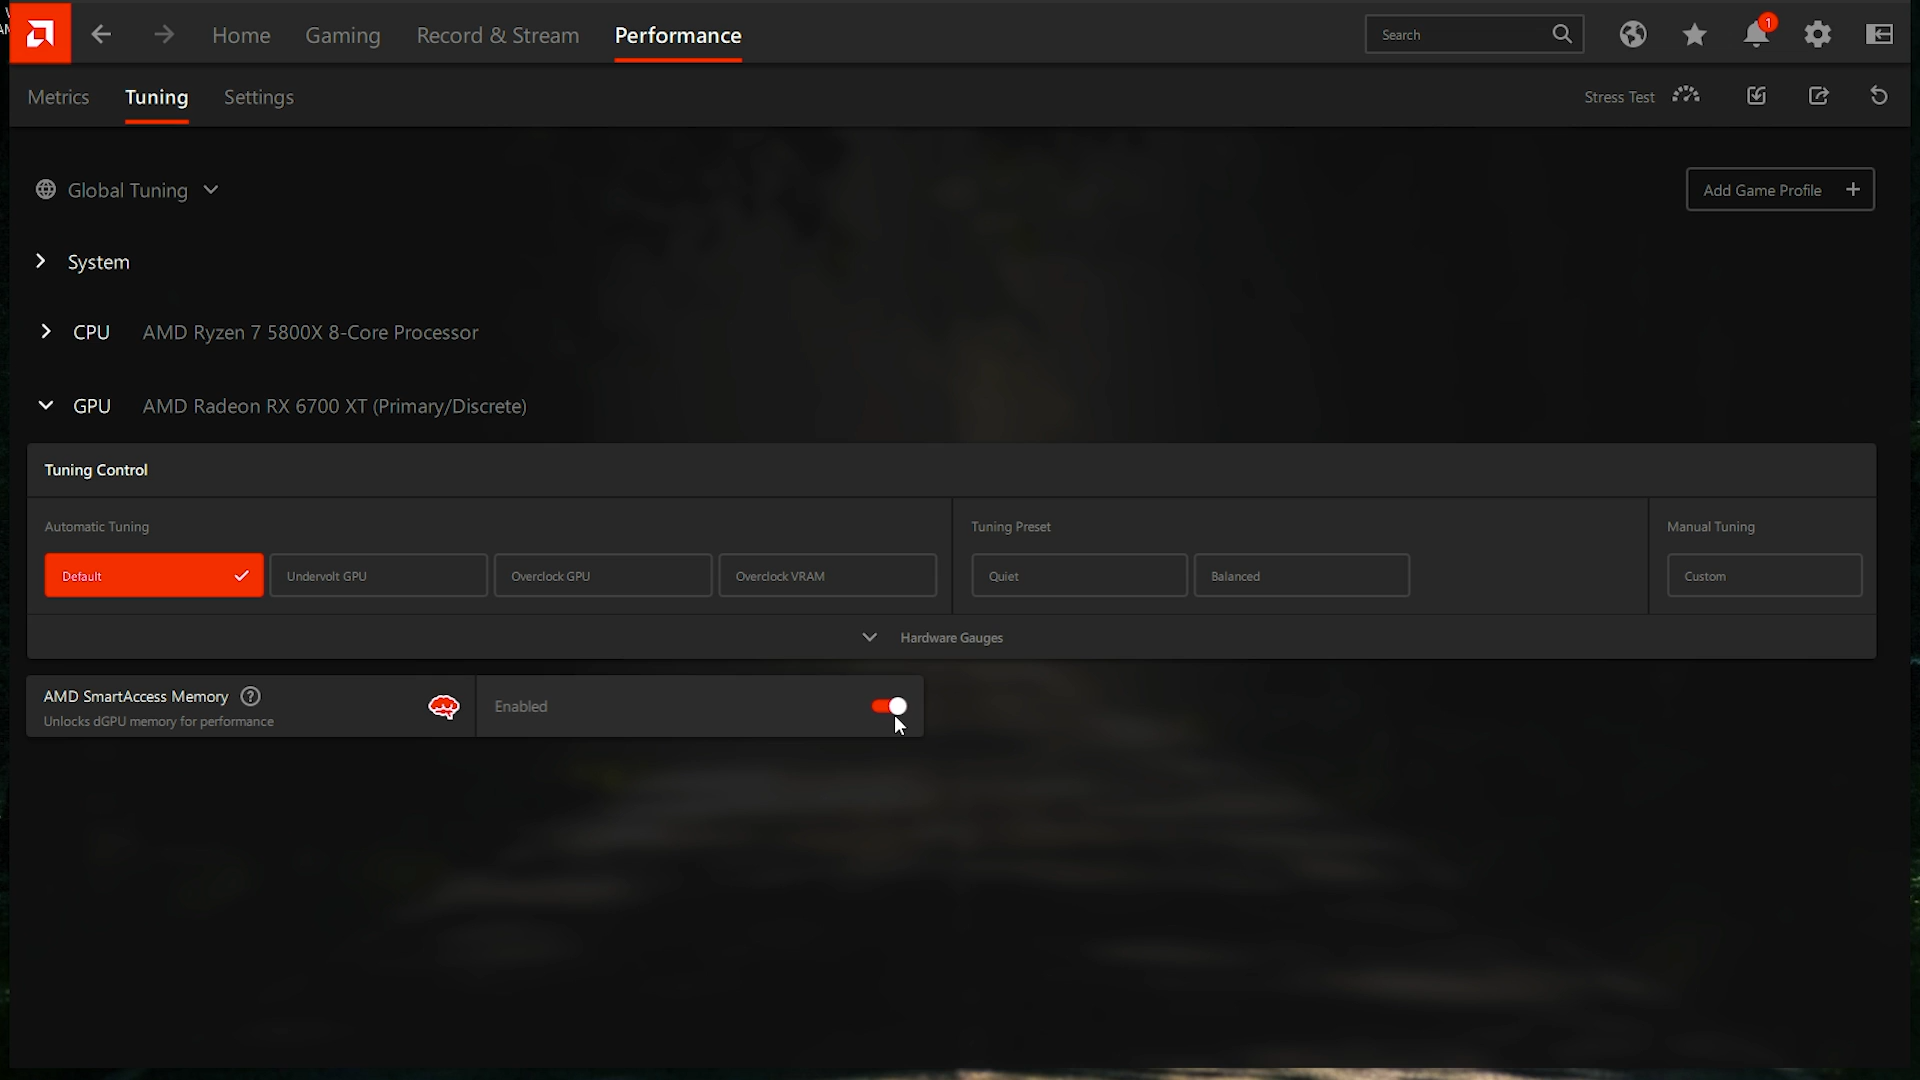 Home Gaming Record & Stream Performance Search 1
Metrics Tuning Settings Stress Test
Global Tuning Add Game Profile
System
CPU AMD Ryzen 7 5800X 8-Core Processor
GPU AMD Radeon RX 6700 XT (Primary/Discrete)
Tuning Control
Automatic Tuning Tuning Preset Manual Tuning
Default Undervolt GPU Overclock GPU Overclock VRAM Quiet Balanced Custom
Hardware Gauges
AMD SmartAccess Memory ?
Enabled
Unlocks dGPU memory for performance